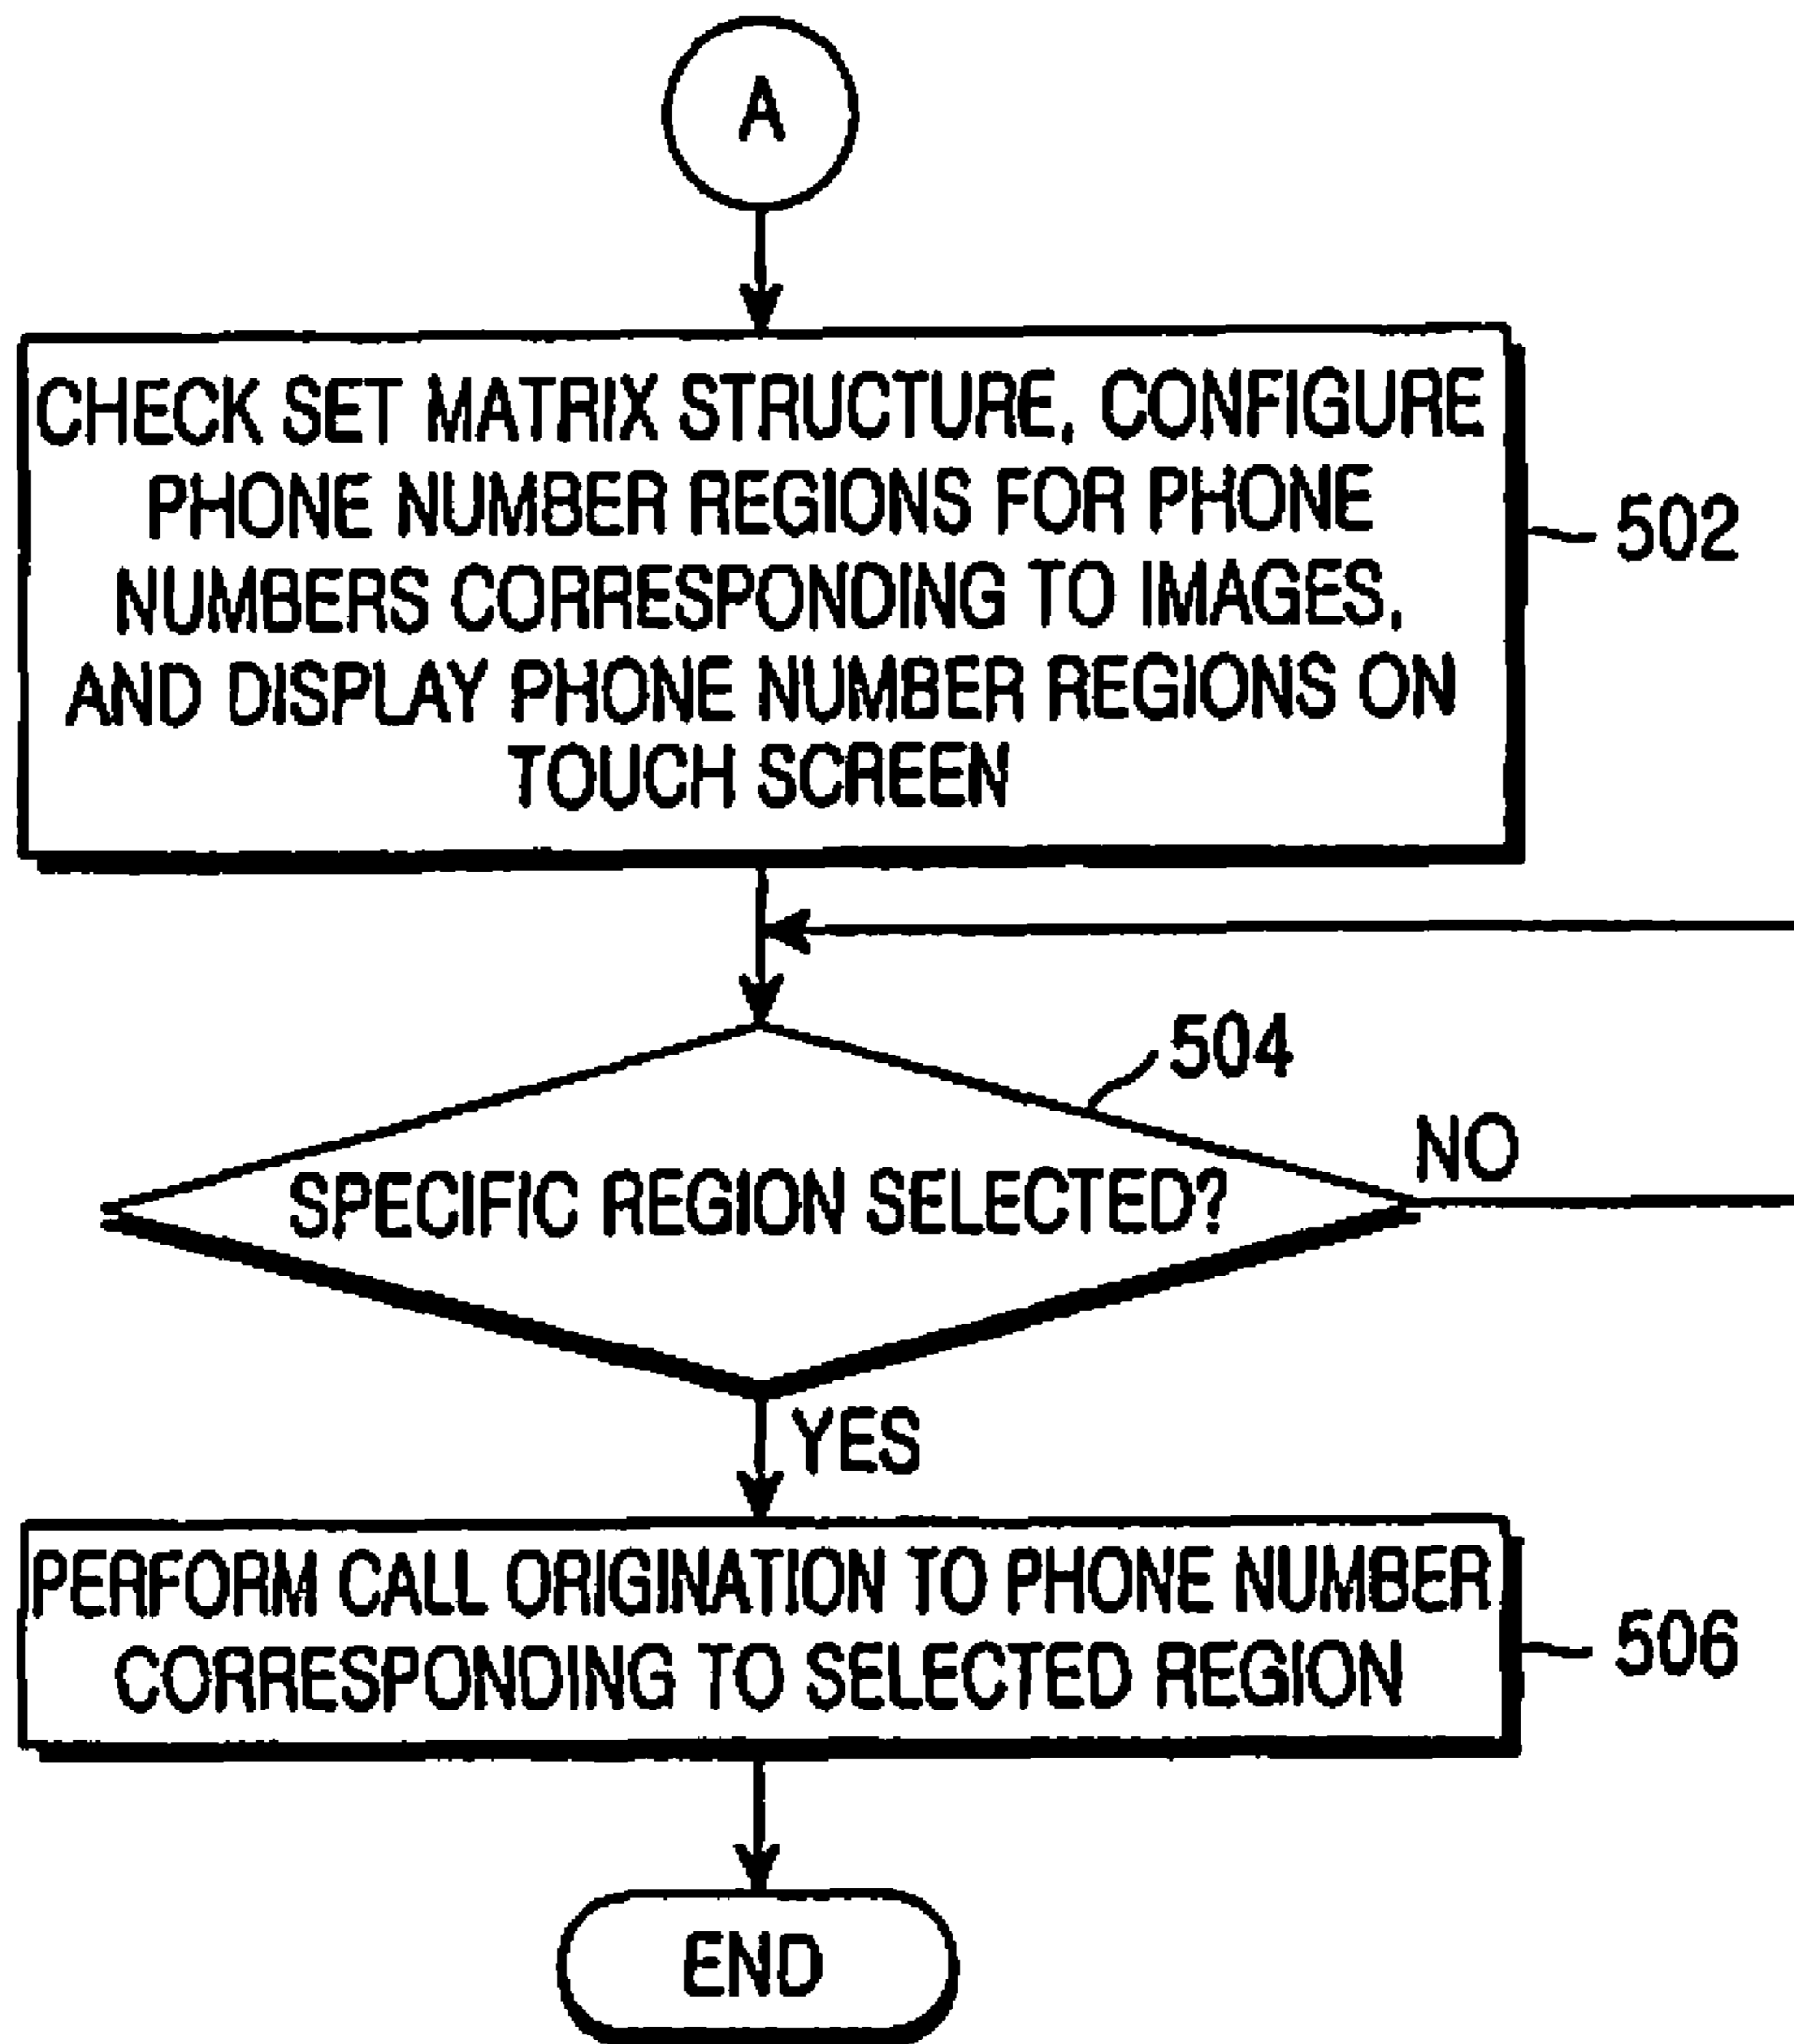 A
CHECK SET MATRIX STRUCTURE, CONFIGURE
PHONE NUMBER REGIONS FOR PHONE
NUMBERS CORRESPONDING TO IMAGES,
AND DISPLAY PHONE NUMBER REGIONS ON
TOUCH SCREEN
502
504
NO
SPECIFIC REGION SELECTED?
YES
PERFORM CALL ORIGINATION TO PHONE NUMBER
CORRESPONDING TO SELECTED REGION
506
END